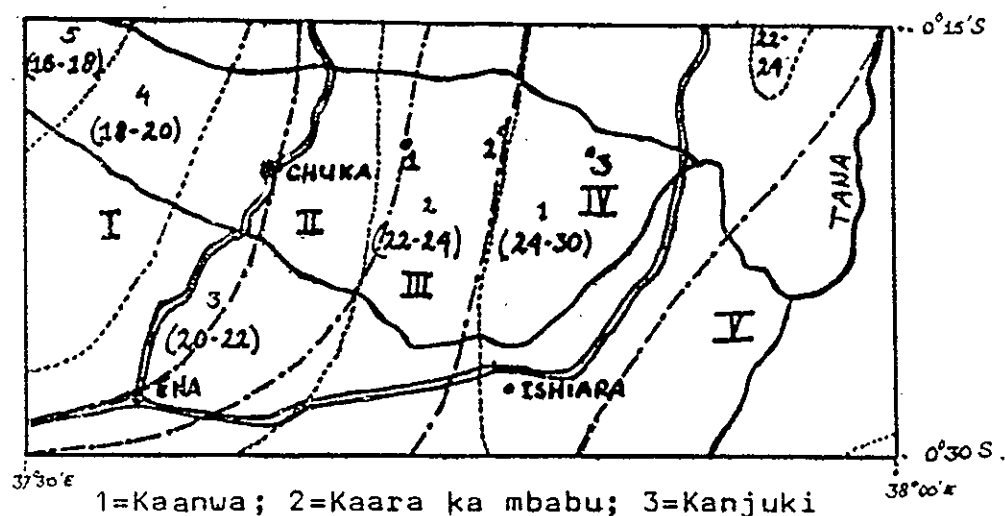 5
(16-18)
22-
24
0°15'S
4
(18-20)
CHUKA
1
2
3
IV
TANA
I
II
2
(22-24)
III
1
(24-30)
3
(20-22)
V
ENA
ISHIARA
0°30 S.
37°30'E
38°00'E
1=Kaanwa; 2=Kaara ka mbabu; 3=Kanjuki